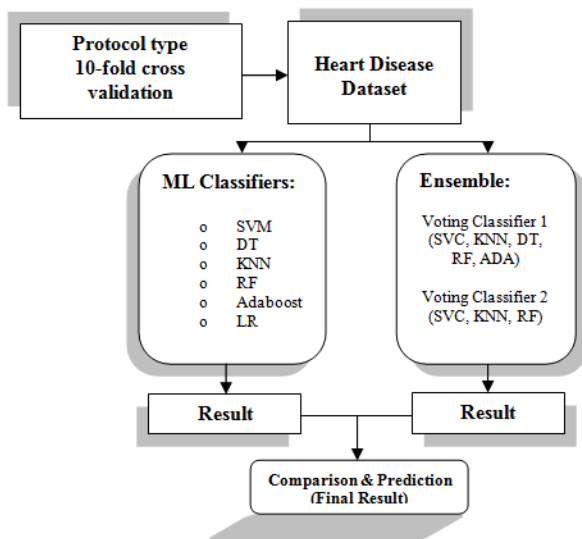 Protocol type
10-fold cross
validation
Heart Disease
Dataset
ML Classifiers:
o SVM
o DT
o KNN
o RF
o Adaboost
o LR
Ensemble:
Voting Classifier 1
(SVC, KNN, DT,
RF, ADA)
Voting Classifier 2
(SVC, KNN, RF)
Result
Result
Comparison & Prediction
(Final Result)